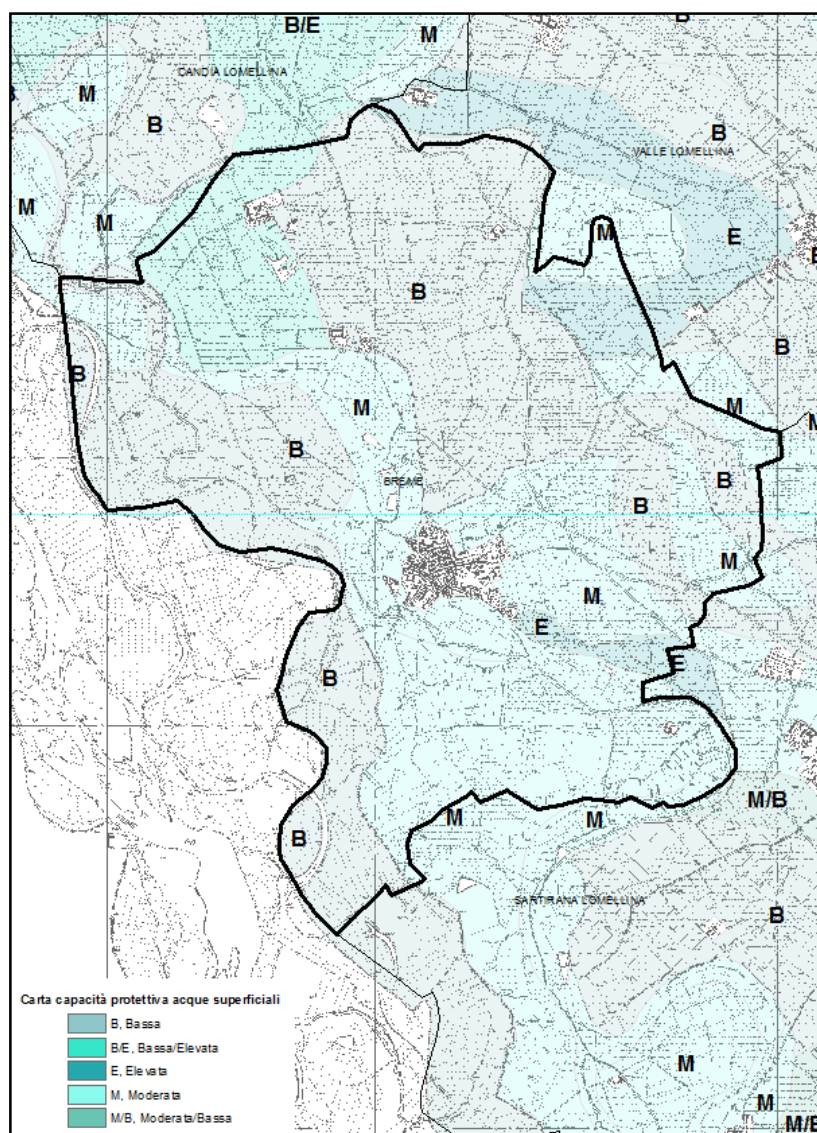 B
B/E
M
CANDIA LOMELLINA
M
B
B
VALLE LOMELLINA
M
M
M
E
B
B
B
M
M
M
B
BREME
B
B
M
M
E
E
B
M/B
M
M
B
SARTIRANA LOMELLINA
B
M
M
Carta capacità protettiva acque superficiali
B, Bassa
B/E, Bassa/Elevata
E, Elevata
M, Moderata
M/B, Moderata/Bassa